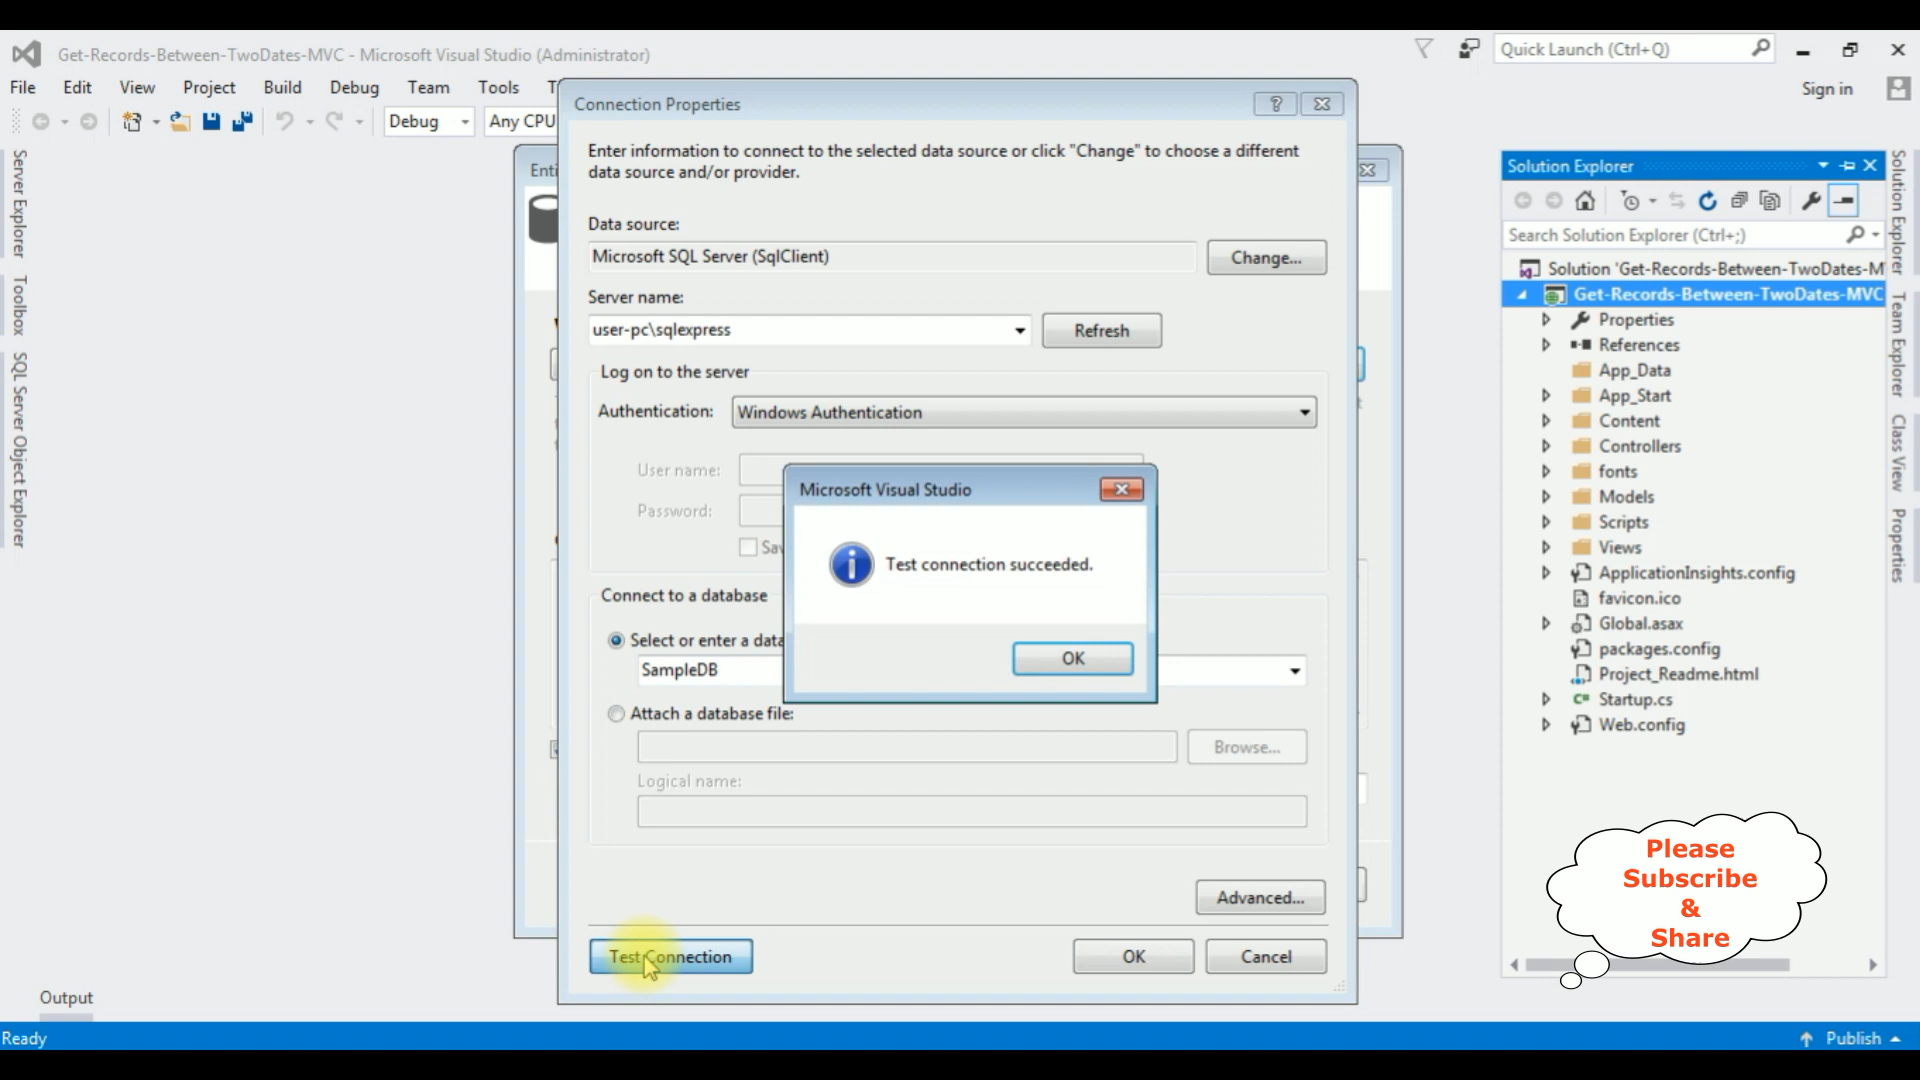 Get-Records-Between-TwoDates-MVC - Microsoft Visual Studio (Administrator)
Quick Launch (Ctrl+Q)
File Edit View Project Build Debug Team Tools
Sign in
Debug
Any CPU
Server Explorer
Toolbox
SQL Server Object Explorer
Connection Properties
Enter information to connect to the selected data source or click "Change" to choose a different
data source and/or provider.
Data source:
Microsoft SQL Server (SqlClient)
Change...
Server name:
user-pc\sqlexpress
Refresh
Log on to the server
Authentication:
Windows Authentication
User name:
Password:
Microsoft Visual Studio
Test connection succeeded.
OK
Connect to a database
Select or enter a data
SampleDB
Attach a database file:
Browse...
Logical name:
Advanced...
Test Connection
OK
Cancel
Solution Explorer
Search Solution Explorer (Ctrl+;)
Solution 'Get-Records-Between-TwoDates-M
Get-Records-Between-TwoDates-MVC
Properties
References
App_Data
App_Start
Content
Controllers
fonts
Models
Scripts
Views
ApplicationInsights.config
favicon.ico
Global.asax
packages.config
Project_Readme.html
Startup.cs
Web.config
Solution Explorer
Team Explorer
Class View
Properties
Please
Subscribe
&
Share
Output
Ready
Publish